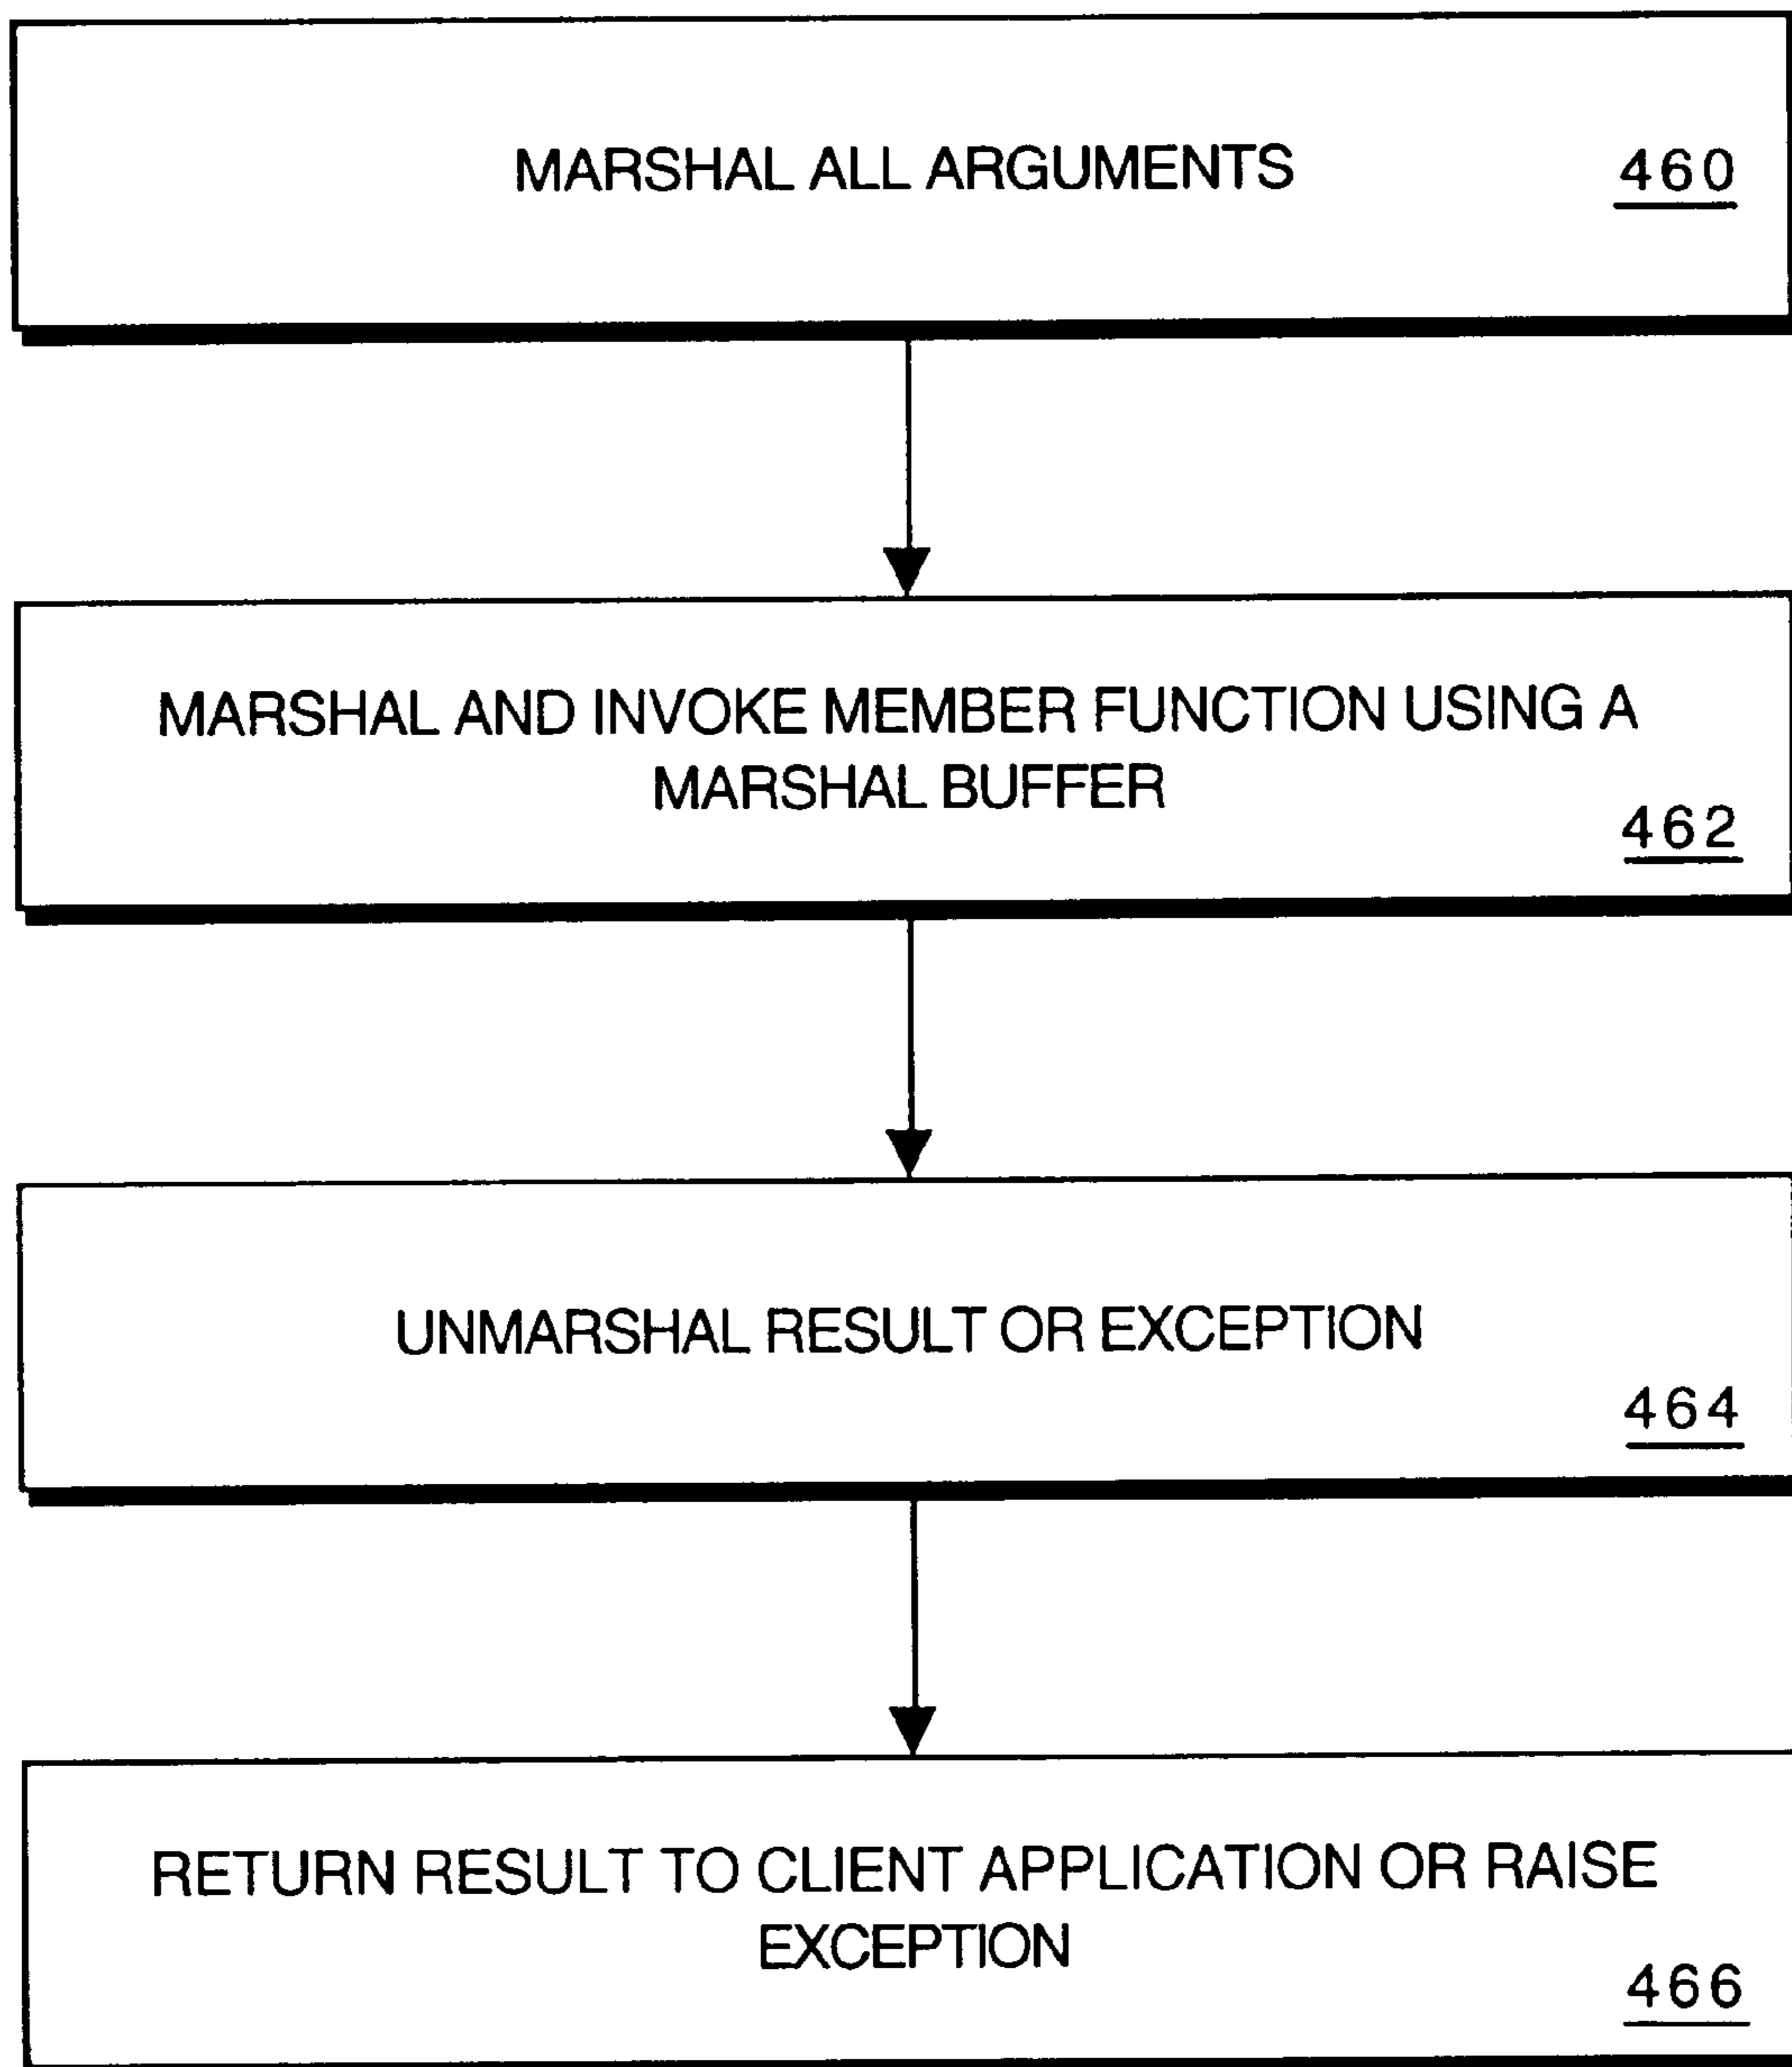 MARSHAL ALL ARGUMENTS
460
MARSHAL AND INVOKE MEMBER FUNCTION USING A
MARSHAL BUFFER
462
UNMARSHAL RESULT OR EXCEPTION
464
RETURN RESULT TO CLIENT APPLICATION OR RAISE
EXCEPTION
466